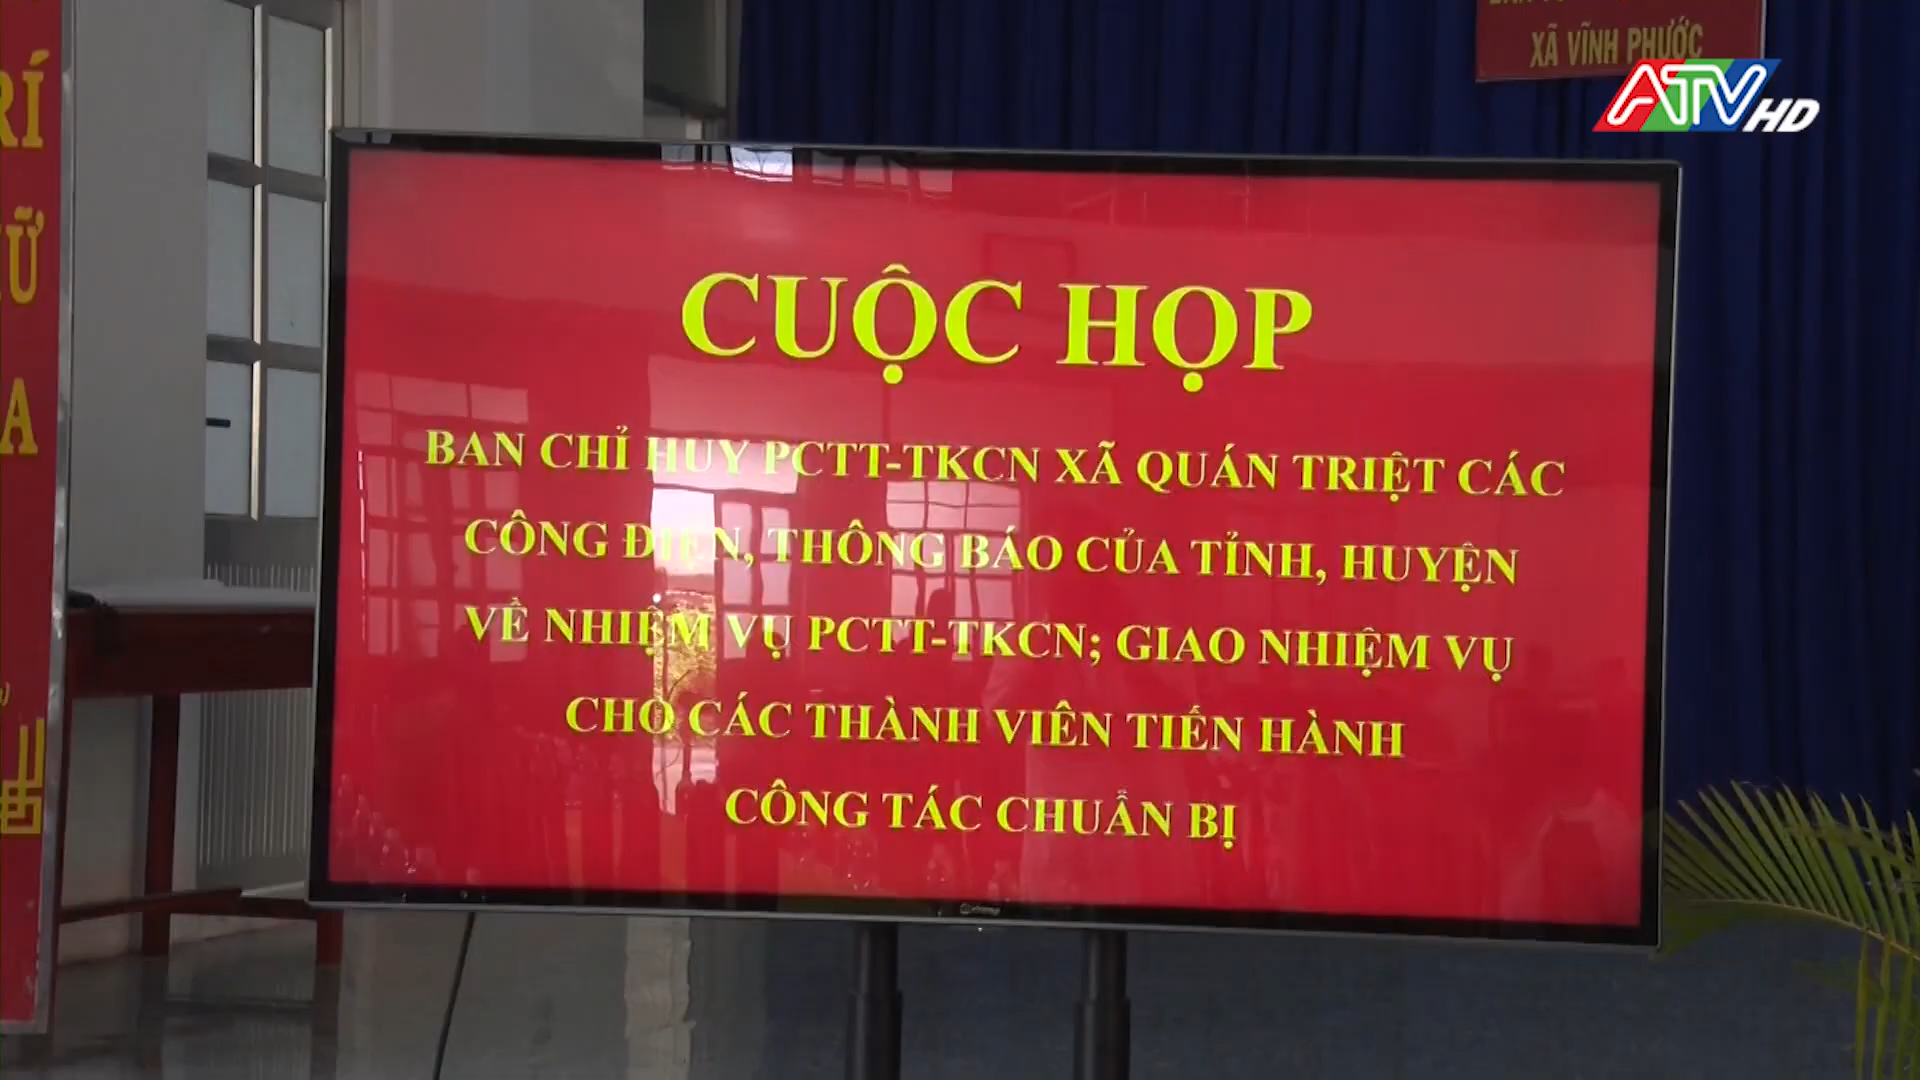 XÃ VĨNH PHƯỚC
ATV HD
RÍ
Ữ
A
CUỘC HỌP
BAN CHỈ HUY PCTT-TKCN XÃ QUÁN TRIỆT CÁC
CÔNG ĐIỆN, THÔNG BÁO CỦA TỈNH, HUYỆN
VỀ NHIỆM VỤ PCTT-TKCN; GIAO NHIỆM VỤ
CHO CÁC THÀNH VIÊN TIẾN HÀNH
CÔNG TÁC CHUẨN BỊ